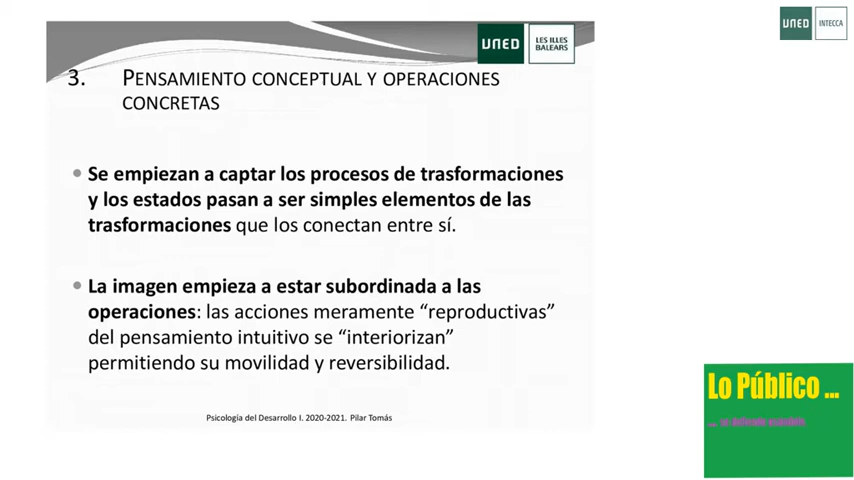 UNED
INTECCA
UNED
LES ILLES
BALEARS
3. PENSAMIENTO CONCEPTUAL Y OPERACIONES
CONCRETAS
• Se empiezan a captar los procesos de trasformaciones
y los estados pasan a ser simples elementos de las
trasformaciones que los conectan entre sí.
• La imagen empieza a estar subordinada a las
operaciones: las acciones meramente “reproductivas”
del pensamiento intuitivo se “interiorizan”
permitiendo su movilidad y reversibilidad.
Psicología del Desarrollo I. 2020-2021. Pilar Tomás
Lo Público ...